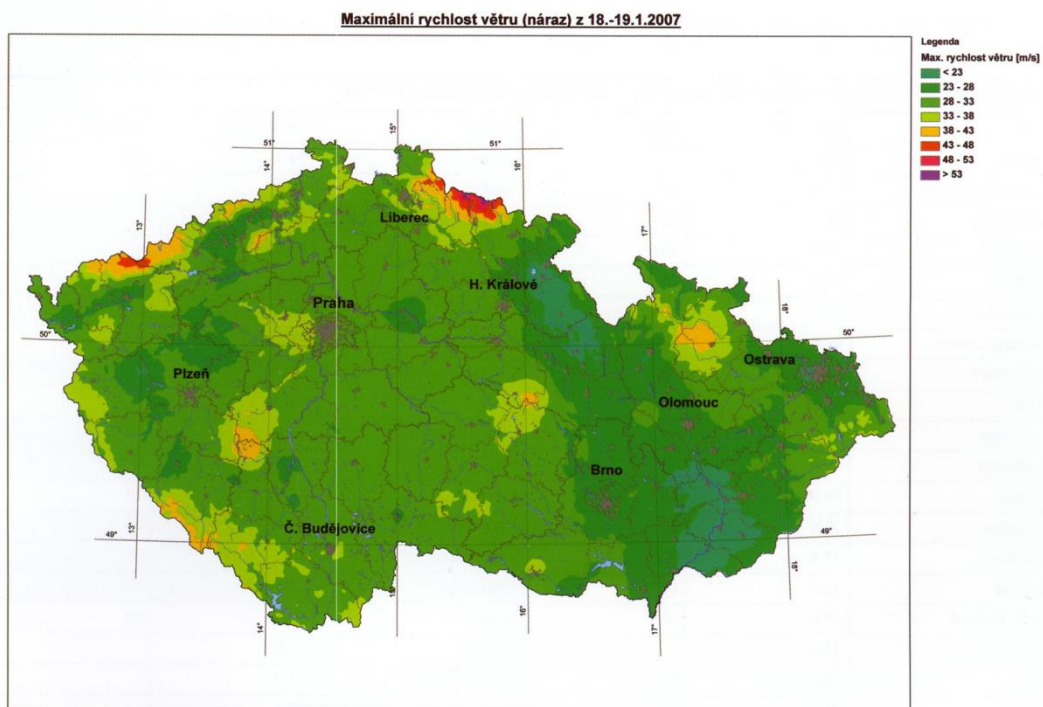 Maximální rychlost větru (náraz) z 18.-19.1.2007
Legenda
Max. rychlost větru [m/s]
< 23
23 - 28
28 - 33
33 - 38
38 - 43
43 - 48
48 - 53
> 53
15°
51°
51°
14°
16°
Liberec
13°
17°
H. Králové
18°
Praha
50°
50°
Ostrava
Plzeň
Olomouc
Brno
Č. Budějovice
13°
49°
49°
18°
15°
14°
16°
17°